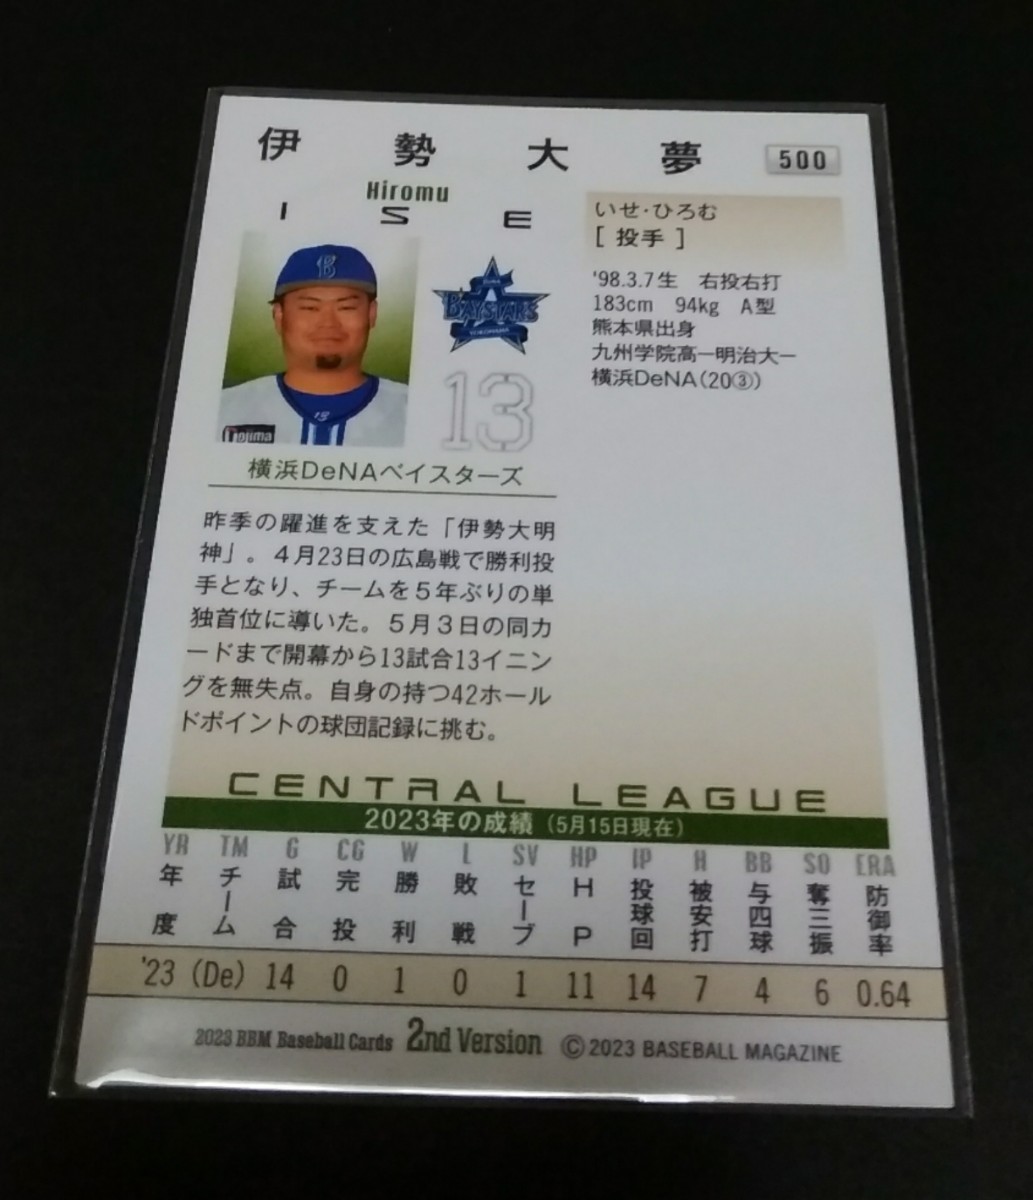 伊勢大夢
500
Hiromu
ISE
いせ・ひろむ
[ 投手 ]
'98.3.7生 右投右打
183cm 94kg A型
熊本県出身
九州学院高ー明治大ー
横浜DeNA(20③)
B
BAYSTARS
YOKOHAMA
13
13
nojima
横浜DeNAベイスターズ
昨季の躍進を支えた「伊勢大明
神」。4月23日の広島戦で勝利投
手となり、チームを5年ぶりの単
独首位に導いた。5月3日の同カ
ードまで開幕から13試合13イニン
グを無失点。自身の持つ42ホール
ドポイントの球団記録に挑む。
CENTRAL LEAGUE
2023年の成績(5月15日現在)
YR TM G CG W L SV HP IP H BB SO ERA
年度 チーム 試合 完投 勝利 敗戦 セーブ HP 投球回 被安打 与四球 奪三振 防御率
'23 (De) 14 0 1 0 1 11 14 7 4 6 0.64
2023 BBM Baseball Cards 2nd Version ©2023 BASEBALL MAGAZINE